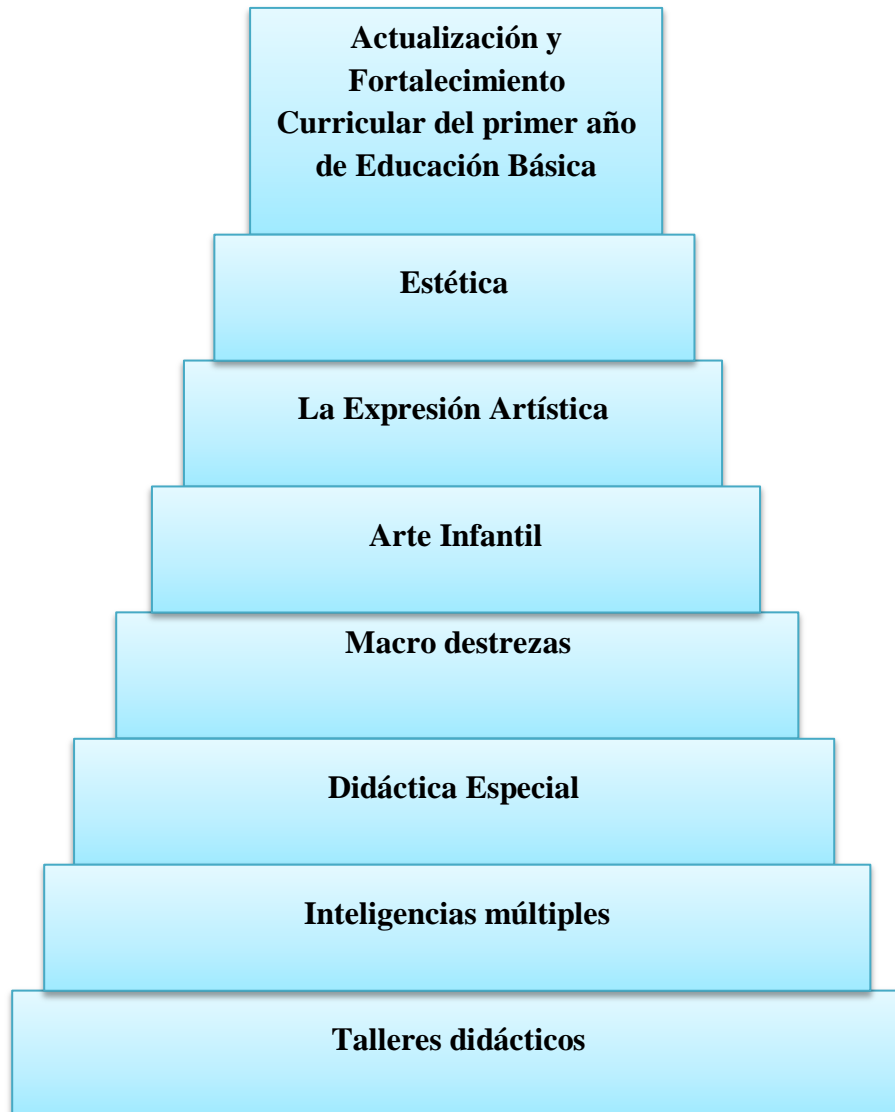 Actualización y
Fortalecimiento
Curricular del primer año
de Educación Básica
Estética
La Expresión Artística
Arte Infantil
Macro destrezas
Didáctica Especial
Inteligencias múltiples
Talleres didácticos